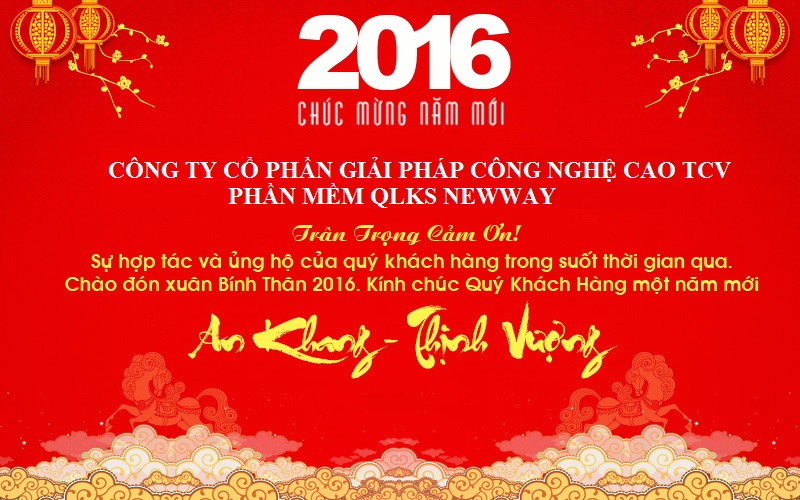 2016
CHÚC MỪNG NĂM MỚI
CÔNG TY CỔ PHẦN GIẢI PHÁP CÔNG NGHỆ CAO TCV
PHẦN MỀM QLKS NEWWAY
Trân Trọng Cảm Ơn!
Sự hợp tác và ủng hộ của quý khách hàng trong suốt thời gian qua.
Chào đón xuân Bính Thân 2016. Kính chúc Quý Khách Hàng một năm mới
An Khang - Thịnh Vượng